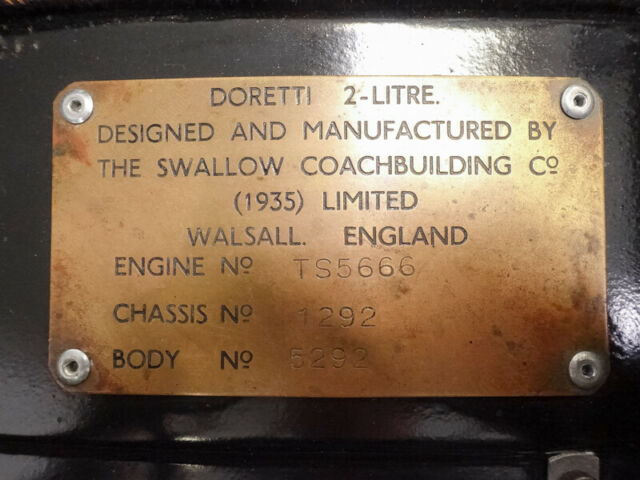 DORETTI 2-LITRE.
DESIGNED AND MANUFACTURED BY
THE SWALLOW COACHBUILDING Cº
(1935) LIMITED
WALSALL. ENGLAND
ENGINE Nº TS5666
CHASSIS Nº 1292
BODY Nº 5292